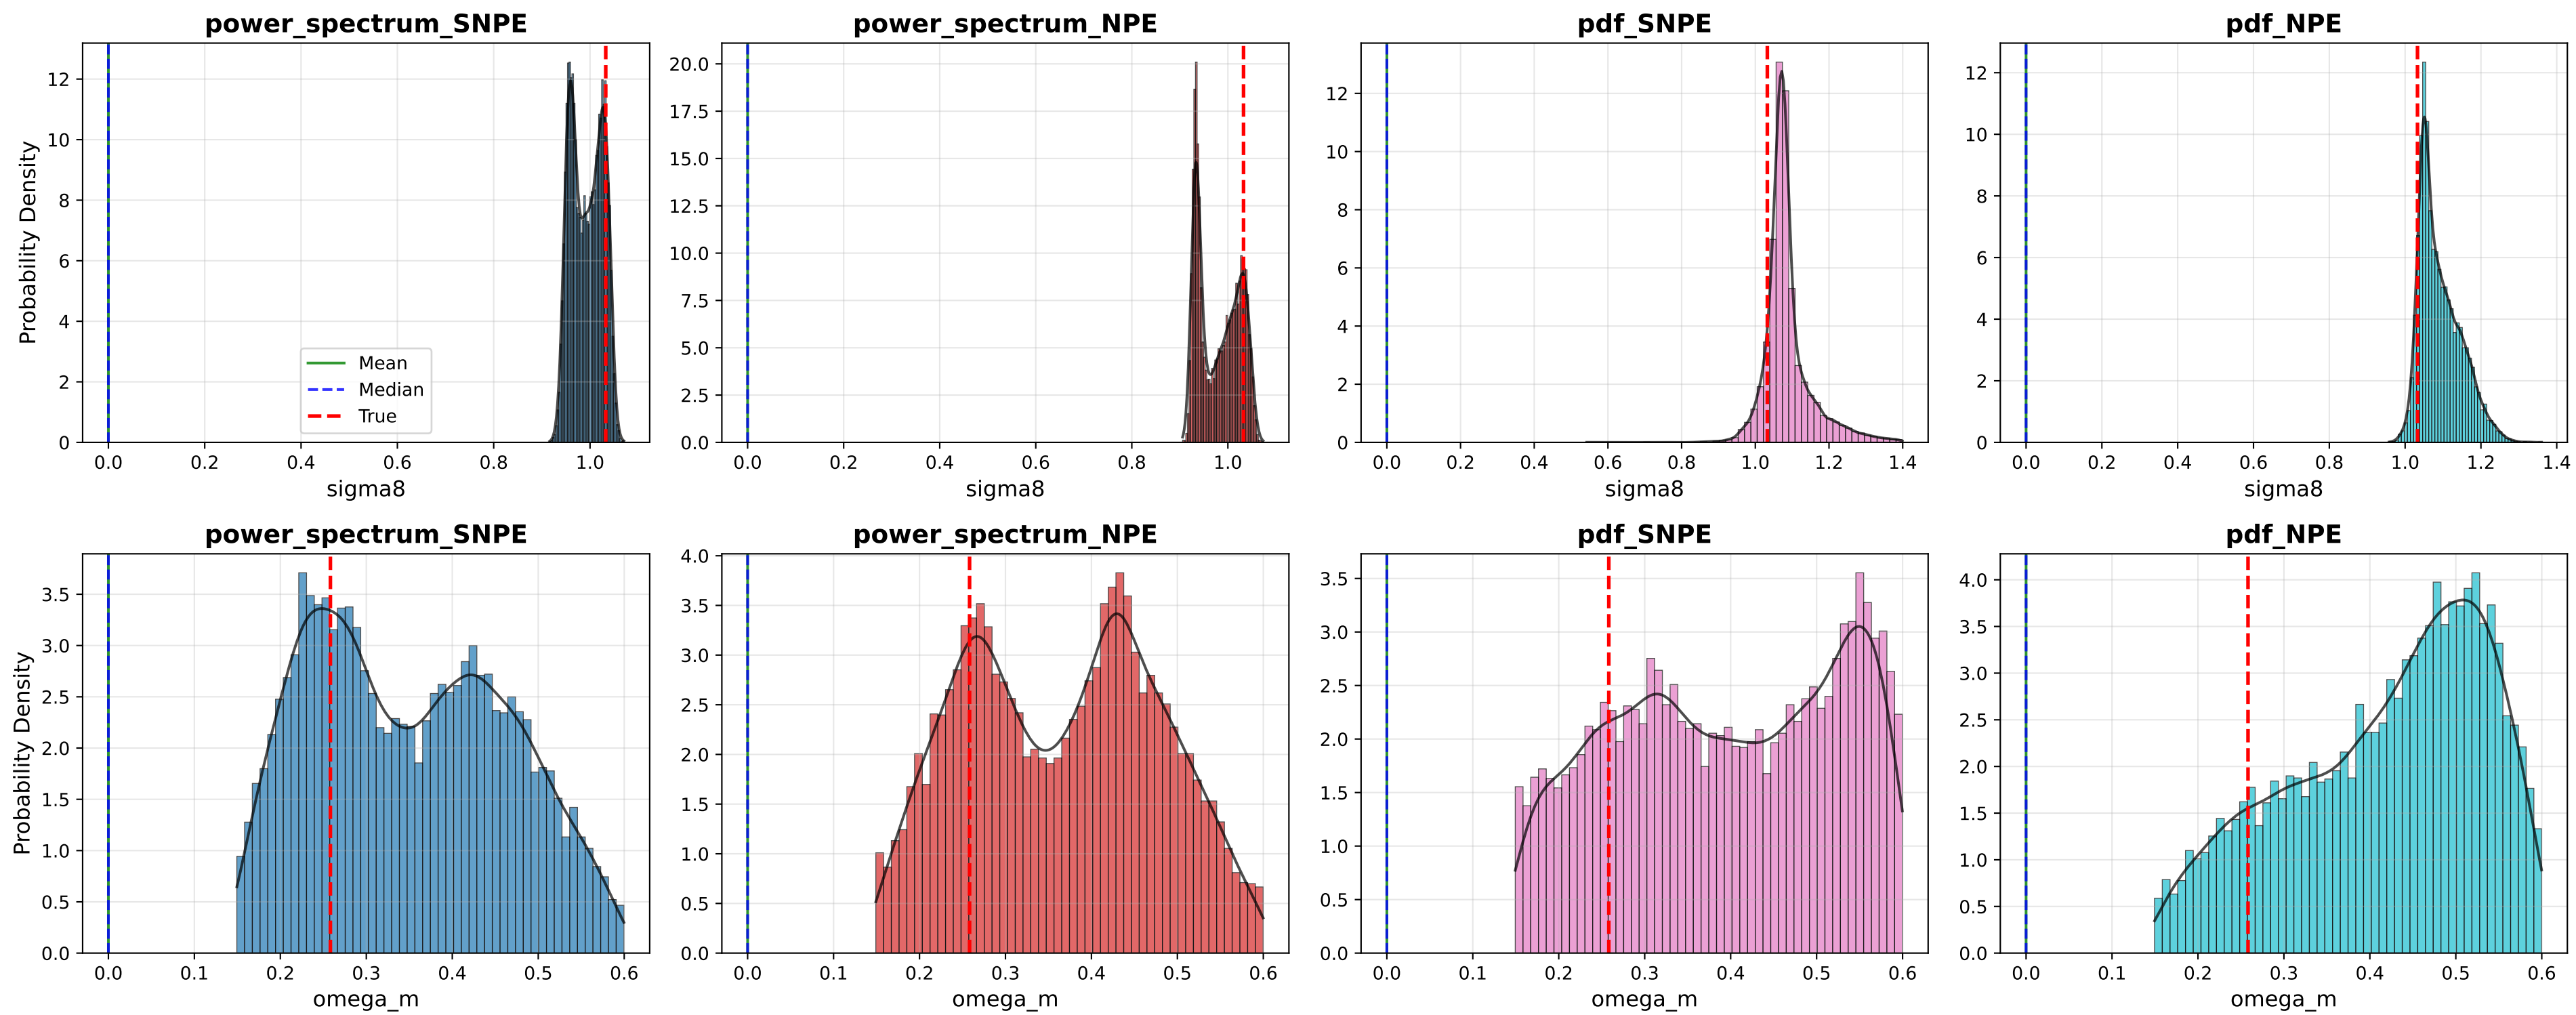 power_spectrum_SNPE
power_spectrum_NPE
pdf_SNPE
pdf_NPE
Probability Density
12
10
8
6
4
2
0
Mean
Median
True
0.0 0.2 0.4 0.6 0.8 1.0
sigma8
20.0
17.5
15.0
12.5
10.0
7.5
5.0
2.5
0.0
0.0 0.2 0.4 0.6 0.8 1.0
sigma8
12
10
8
6
4
2
0
0.0 0.2 0.4 0.6 0.8 1.0 1.2 1.4
sigma8
12
10
8
6
4
2
0
0.0 0.2 0.4 0.6 0.8 1.0 1.2 1.4
sigma8
power_spectrum_SNPE
power_spectrum_NPE
pdf_SNPE
pdf_NPE
Probability Density
3.5
3.0
2.5
2.0
1.5
1.0
0.5
0.0
0.0 0.1 0.2 0.3 0.4 0.5 0.6
omega_m
4.0
3.5
3.0
2.5
2.0
1.5
1.0
0.5
0.0
0.0 0.1 0.2 0.3 0.4 0.5 0.6
omega_m
3.5
3.0
2.5
2.0
1.5
1.0
0.5
0.0
0.0 0.1 0.2 0.3 0.4 0.5 0.6
omega_m
4.0
3.5
3.0
2.5
2.0
1.5
1.0
0.5
0.0
0.0 0.1 0.2 0.3 0.4 0.5 0.6
omega_m